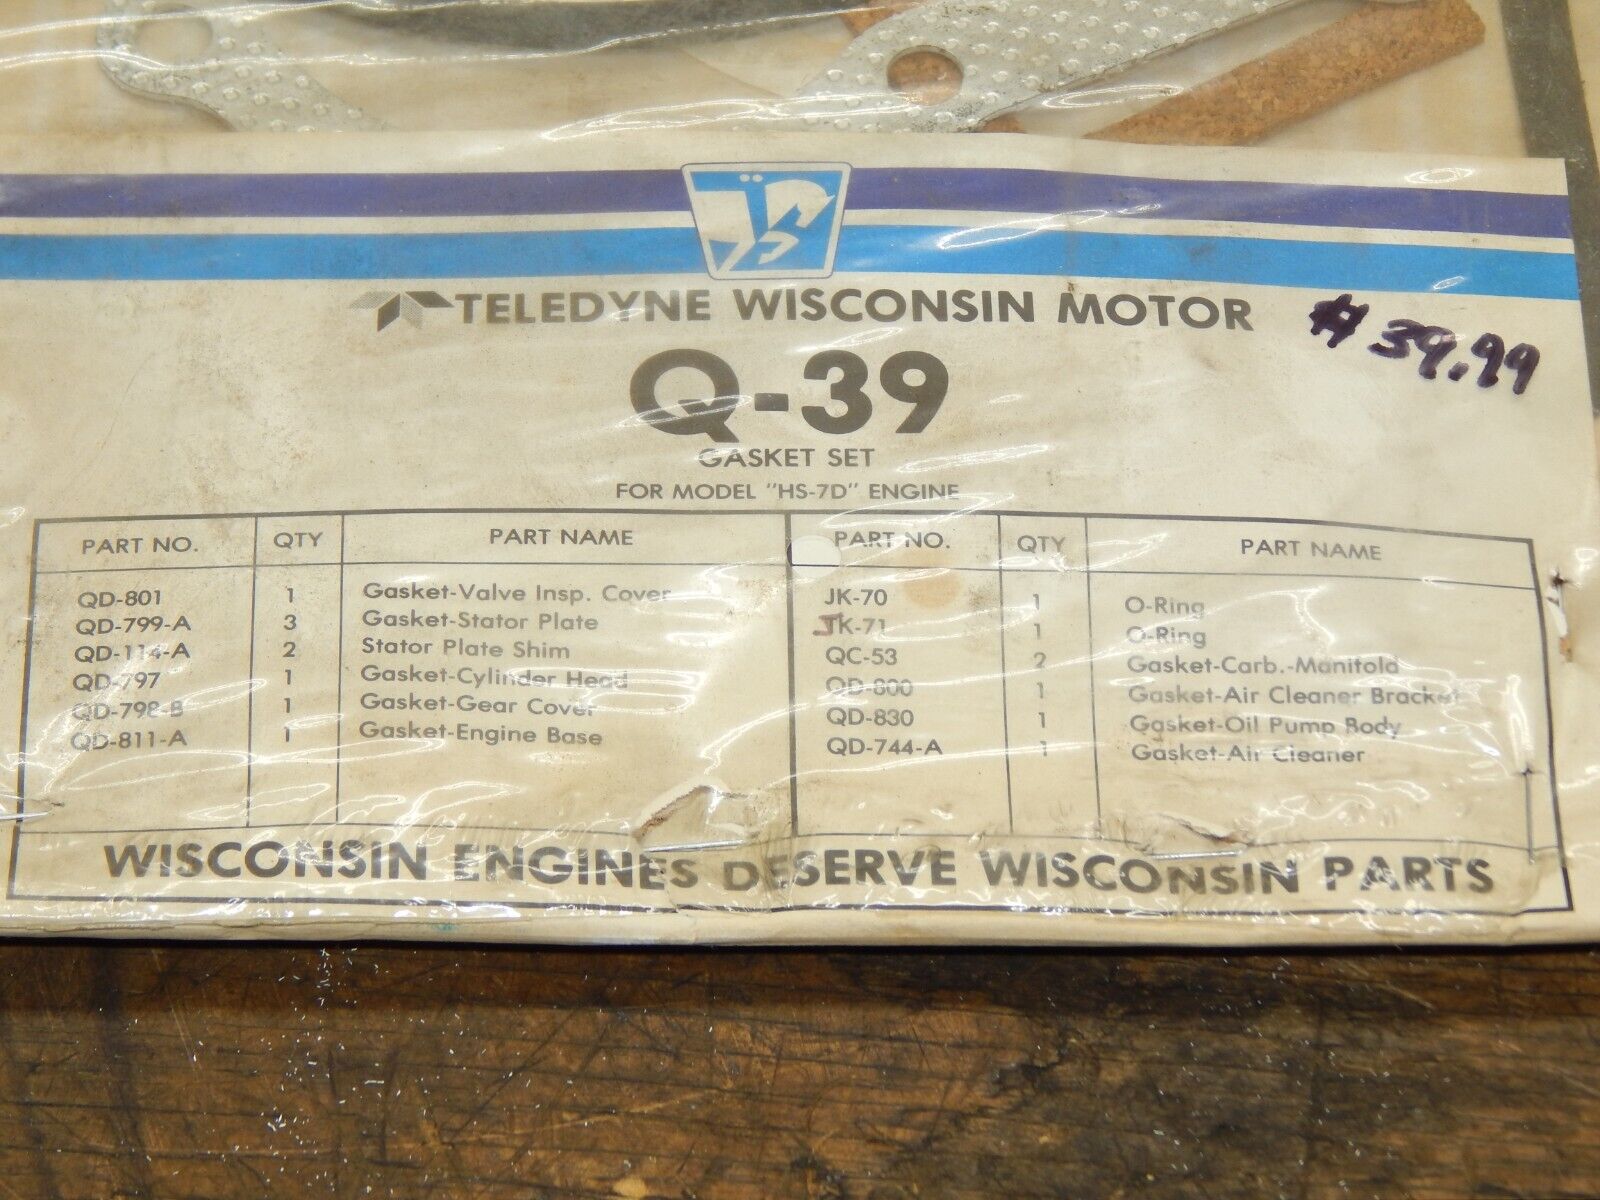 TELEDYNE WISCONSIN MOTOR
# 39.99
Q-39
GASKET SET
FOR MODEL "HS-7D" ENGINE
PART NO. QTY PART NAME
QD-801 1 Gasket-Valve Insp. Cover
QD-799-A 3 Gasket-Stator Plate
QD-114-A 2 Stator Plate Shim
QD-797 1 Gasket-Cylinder Head
QD-798-B 1 Gasket-Gear Cover
QD-811-A 1 Gasket-Engine Base
PART NO. QTY PART NAME
JK-70 1 O-Ring
JK-71 1 O-Ring
QC-53 2 Gasket-Carb.-Manifold
QD-800 1 Gasket-Air Cleaner Bracket
QD-830 1 Gasket-Oil Pump Body
QD-744-A 1 Gasket-Air Cleaner
WISCONSIN ENGINES DESERVE WISCONSIN PARTS